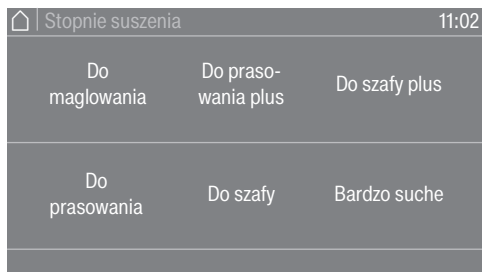 Stopnie suszenia 11:02
Do
maglowania
Do praso-
wania plus
Do szafy plus
Do
prasowania
Do szafy
Bardzo suche